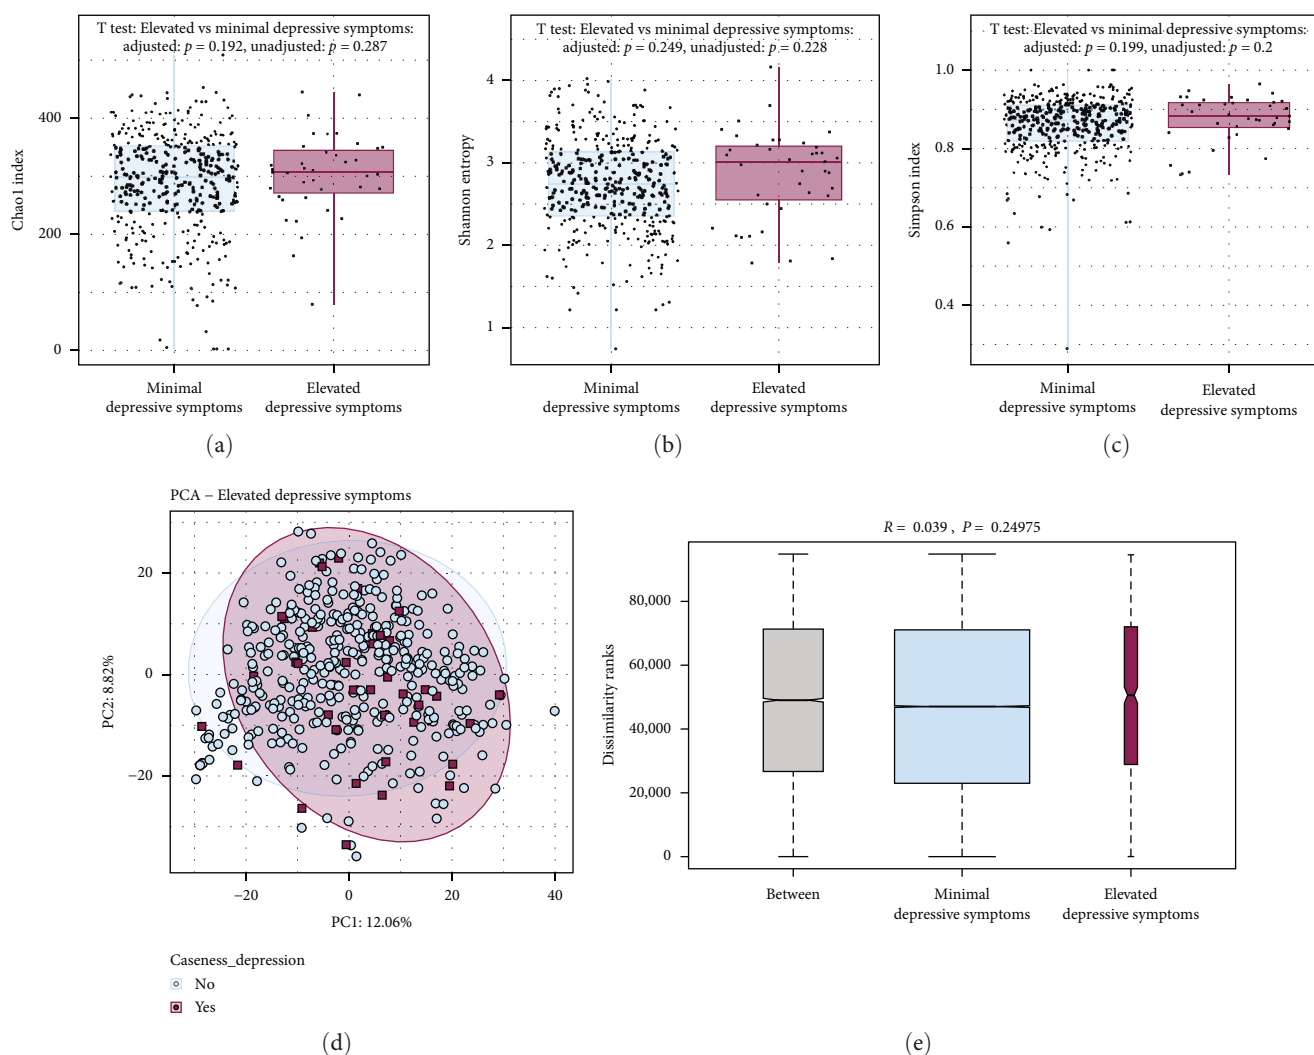 T test: Elevated vs minimal depressive symptoms:
adjusted: p = 0.192, unadjusted: p = 0.287
Chao1 index
400
200
0
Minimal
depressive symptoms
Elevated
depressive symptoms
(a)
T test: Elevated vs minimal depressive symptoms:
adjusted: p = 0.249, unadjusted: p = 0.228
Shannon entropy
4
3
2
1
Minimal
depressive symptoms
Elevated
depressive symptoms
(b)
T test: Elevated vs minimal depressive symptoms:
adjusted: p = 0.199, unadjusted: p = 0.2
Simpson index
1.0
0.8
0.6
0.4
Minimal
depressive symptoms
Elevated
depressive symptoms
(c)
PCA − Elevated depressive symptoms
PC2: 8.82%
20
0
−20
−20 0 20 40
PC1: 12.06%
Caseness_depression
No
Yes
(d)
R = 0.039 , P = 0.24975
Dissimilarity ranks
80,000
60,000
40,000
20,000
0
Between
Minimal
depressive symptoms
Elevated
depressive symptoms
(e)